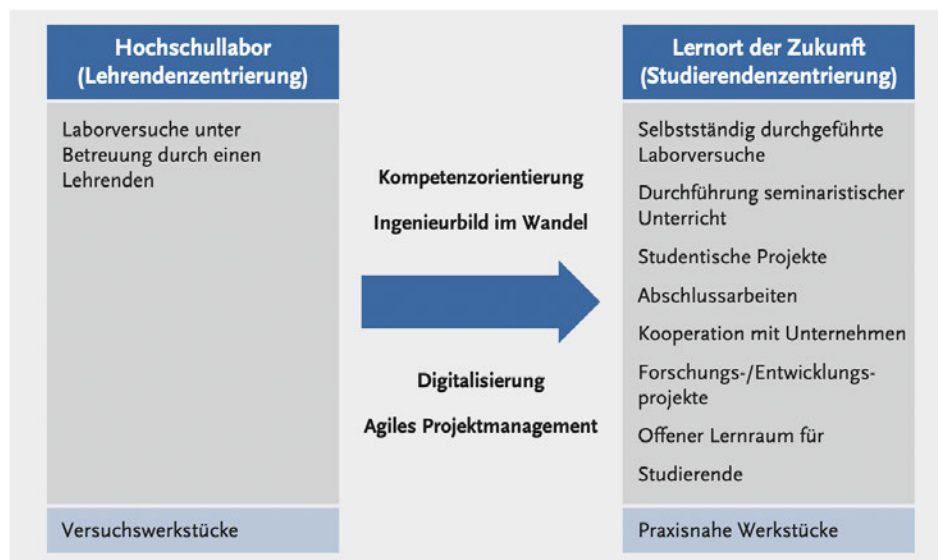 Hochschullabor
(Lehrendenzentrierung)
Laborversuche unter
Betreuung durch einen
Lehrenden
Versuchswerkstücke
Kompetenzorientierung
Ingenieurbild im Wandel
Digitalisierung
Agiles Projektmanagement
Lernort der Zukunft
(Studierendenzentrierung)
Selbstständig durchgeführte
Laborversuche
Durchführung seminaristischer
Unterricht
Studentische Projekte
Abschlussarbeiten
Kooperation mit Unternehmen
Forschungs-/Entwicklungs-
projekte
Offener Lernraum für
Studierende
Praxisnahe Werkstücke